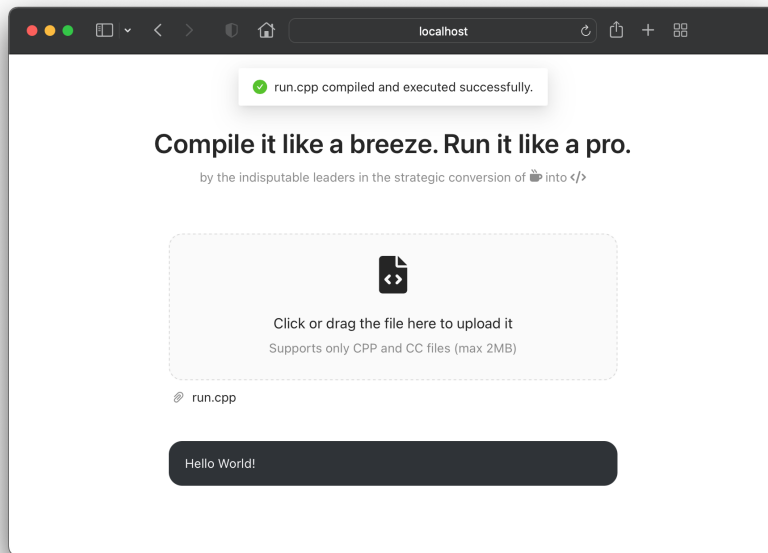 localhost
run.cpp compiled and executed successfully.
Compile it like a breeze. Run it like a pro.
by the indisputable leaders in the strategic conversion of into </>
Click or drag the file here to upload it
Supports only CPP and CC files (max 2MB)
run.cpp
Hello World!